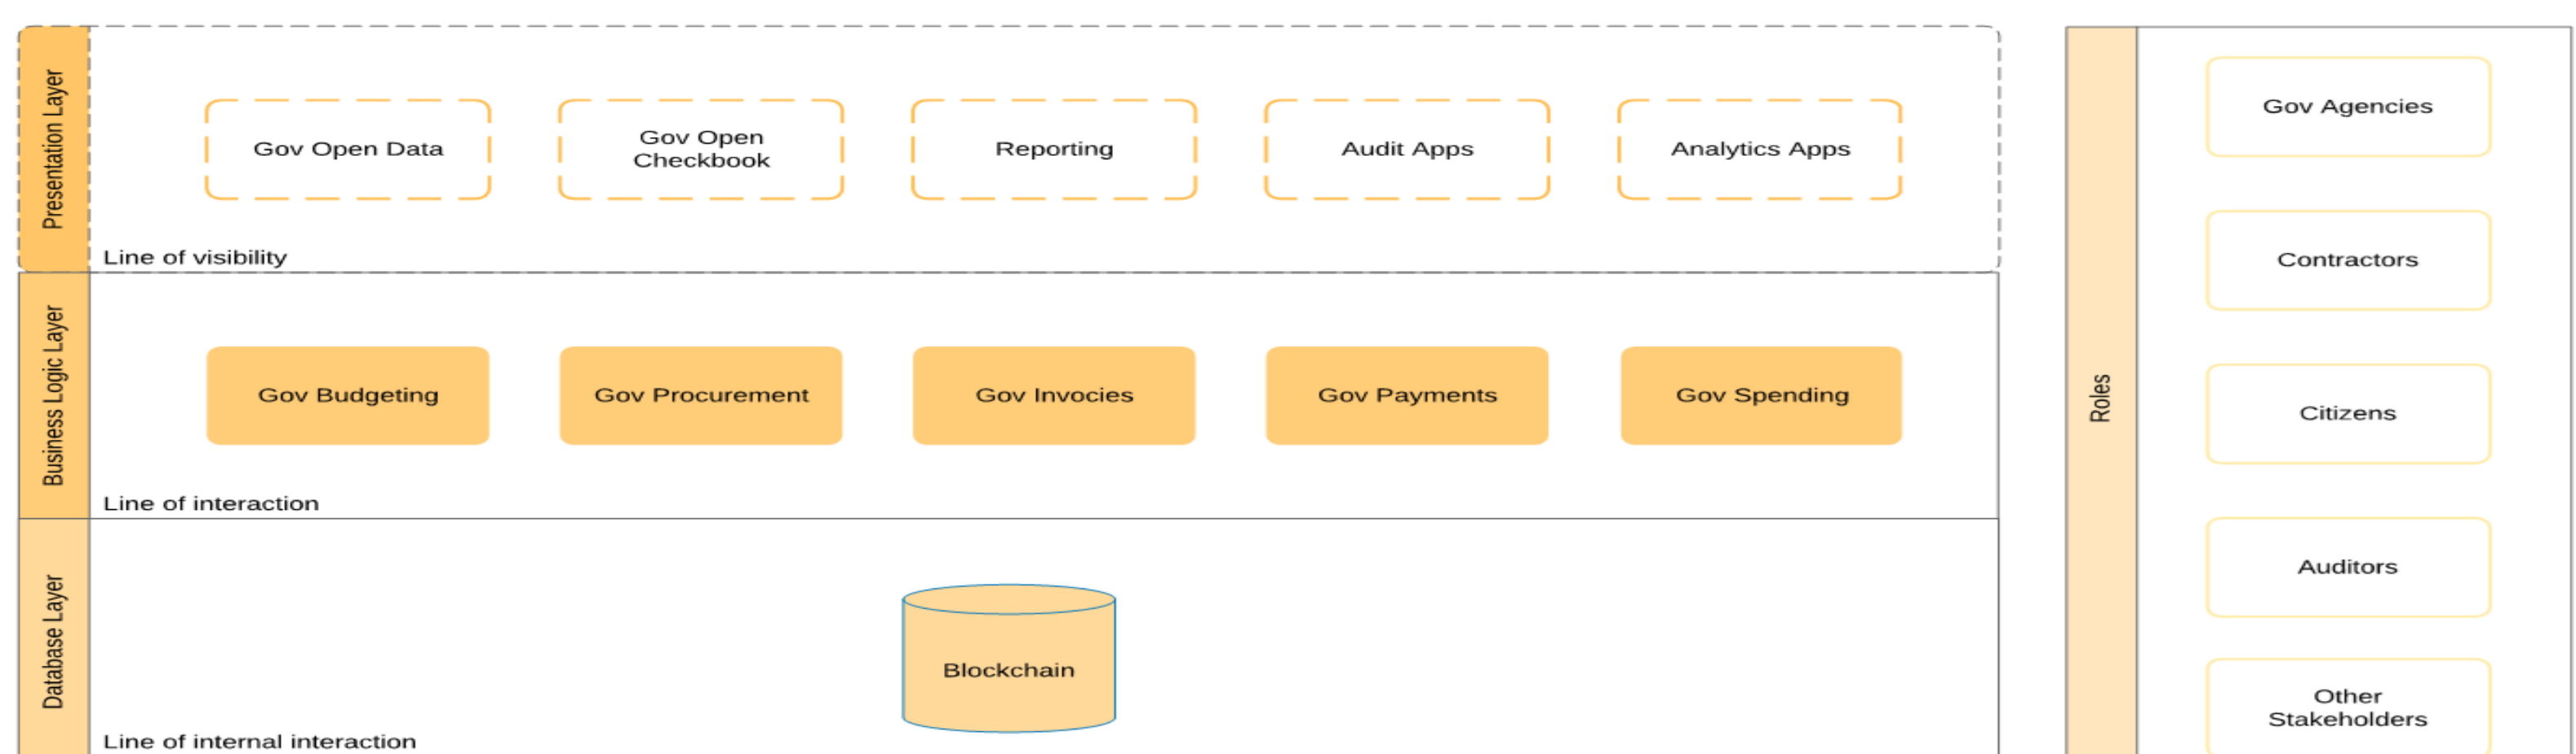 Presentation Layer
Gov Open Data
Gov Open
Checkbook
Reporting
Audit Apps
Analytics Apps
Line of visibility
Business Logic Layer
Gov Budgeting
Gov Procurement
Gov Invocies
Gov Payments
Gov Spending
Line of interaction
Database Layer
Blockchain
Line of internal interaction
Roles
Gov Agencies
Contractors
Citizens
Auditors
Other
Stakeholders